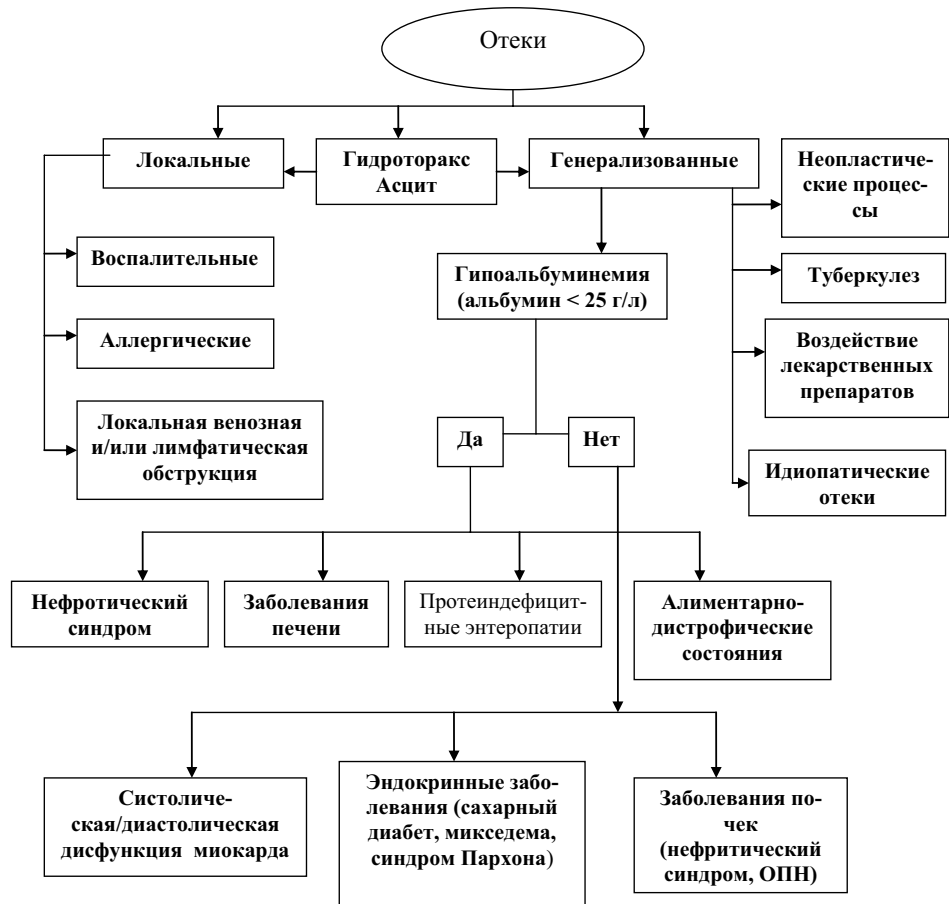 Отеки
Локальные
Гидроторакс
Асцит
Генерализованные
Неопластиче-
ские процес-
сы
Воспалительные
Гипоальбуминемия
(альбумин < 25 г/л)
Туберкулез
Аллергические
Воздействие
лекарственных
препаратов
Локальная венозная
и/или лимфатическая
обструкция
Да
Нет
Идиопатические
отеки
Нефротический
синдром
Заболевания
печени
Протеиндефицит-
ные энтеропатии
Алиментарно-
дистрофические
состояния
Систоличе-
ская/диастолическая
дисфункция миокарда
Эндокринные забо-
левания (сахарный
диабет, микседема,
синдром Пархона)
Заболевания по-
чек
(нефритический
синдром, ОПН)